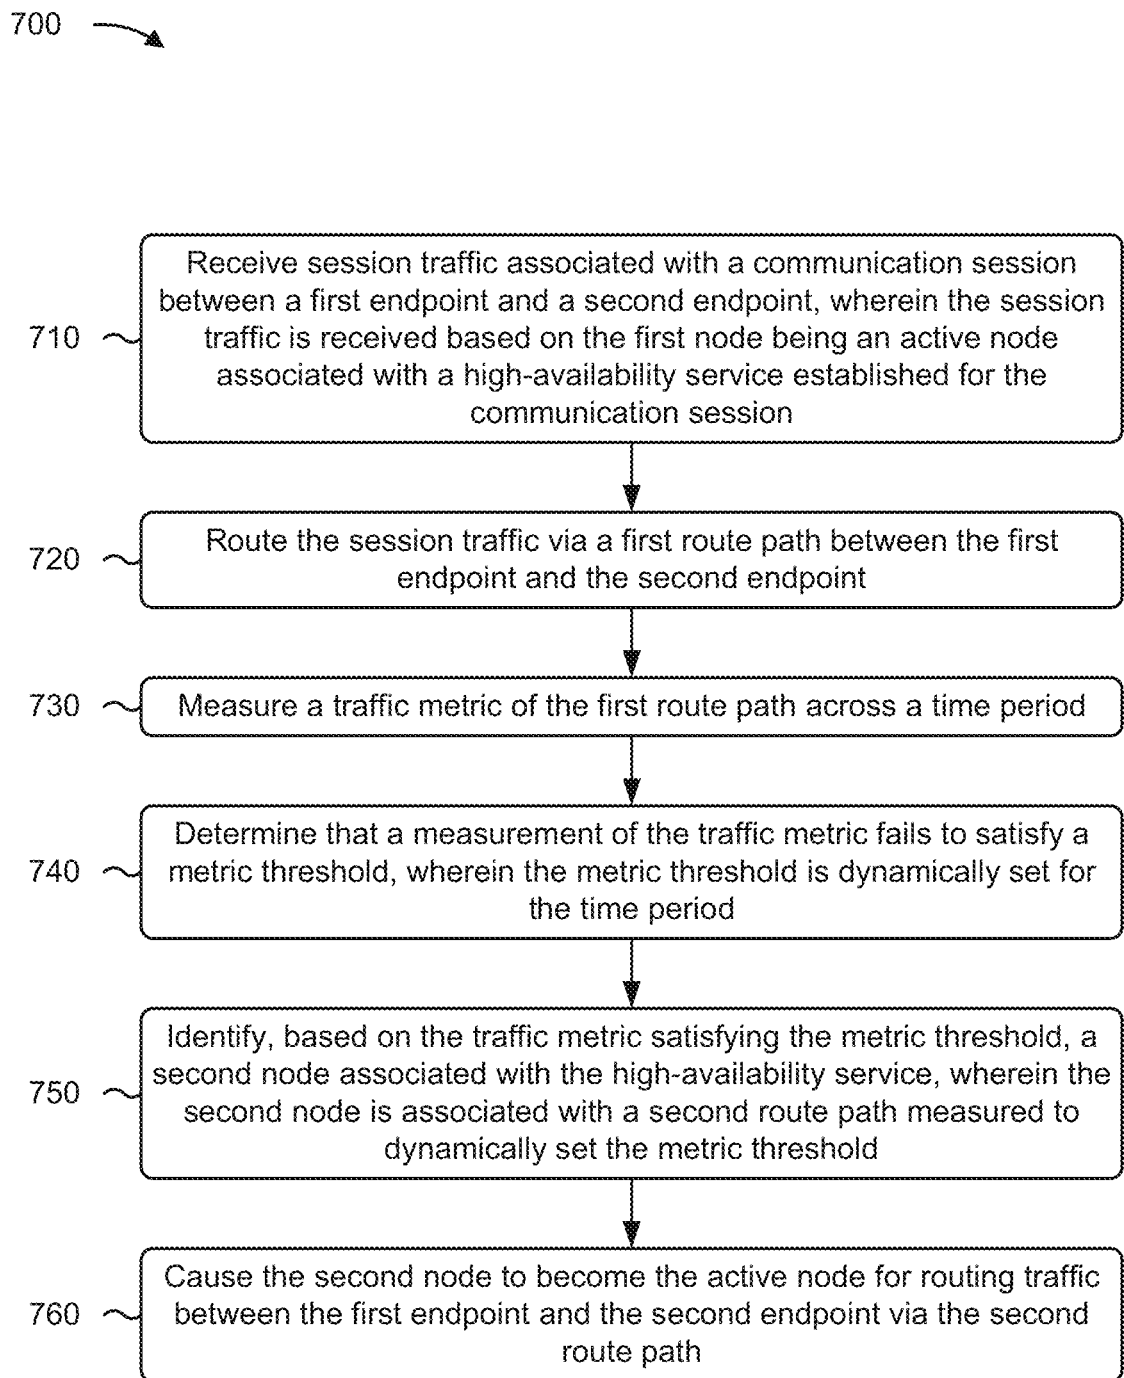 700
Receive session traffic associated with a communication session
between a first endpoint and a second endpoint, wherein the session
710
traffic is received based on the first node being an active node
associated with a high-availability service established for the
communication session
Route the session traffic via a first route path between the first
720
endpoint and the second endpoint
730
Measure a traffic metric of the first route path across a time period
Determine that a measurement of the traffic metric fails to satisfy a
740
metric threshold, wherein the metric threshold is dynamically set for
the time period
Identify, based on the traffic metric satisfying the metric threshold, a
second node associated with the high-availability service, wherein the
750
second node is associated with a second route path measured to
dynamically set the metric threshold
Cause the second node to become the active node for routing traffic
760
between the first endpoint and the second endpoint via the second
route path